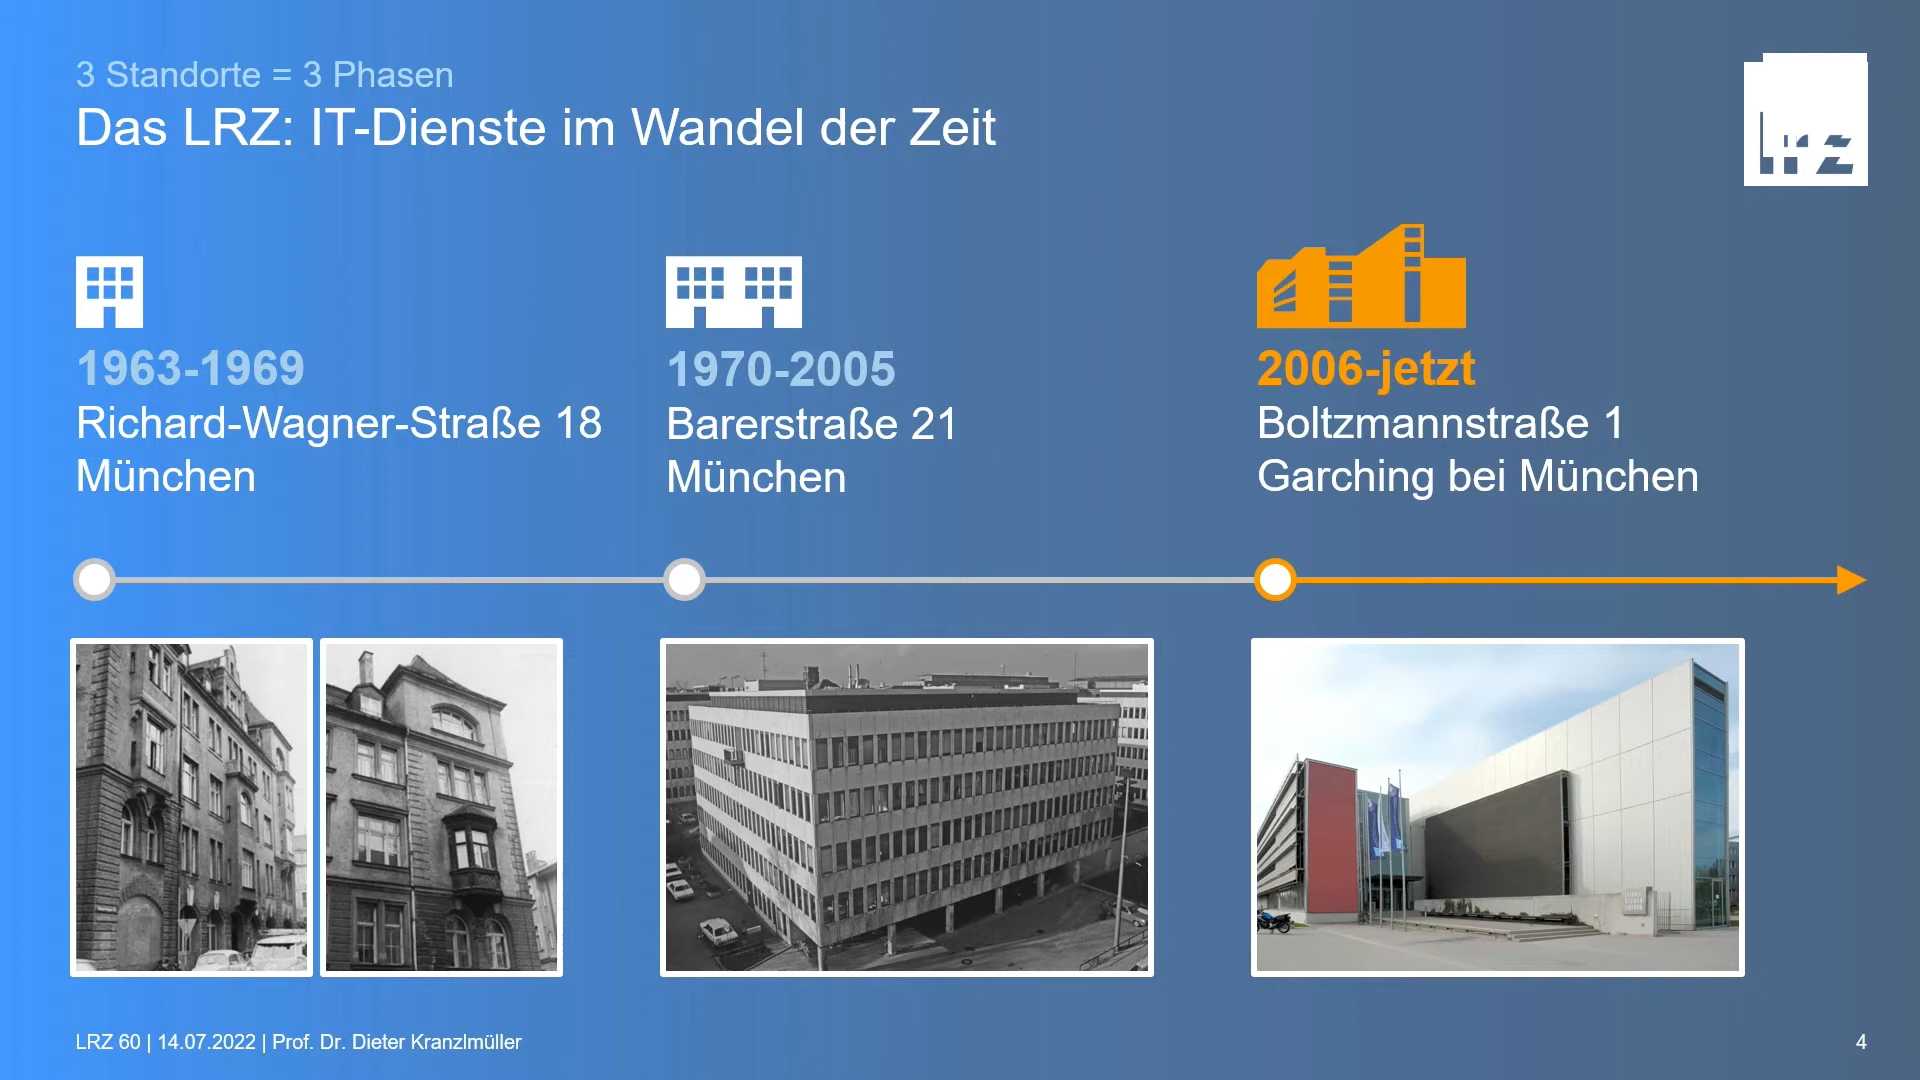 3 Standorte = 3 Phasen
Das LRZ: IT-Dienste im Wandel der Zeit
lrz
1963-1969
Richard-Wagner-Straße 18
München
1970-2005
Barerstraße 21
München
2006-jetzt
Boltzmannstraße 1
Garching bei München
LRZ 60 | 14.07.2022 | Prof. Dr. Dieter Kranzlmüller
4